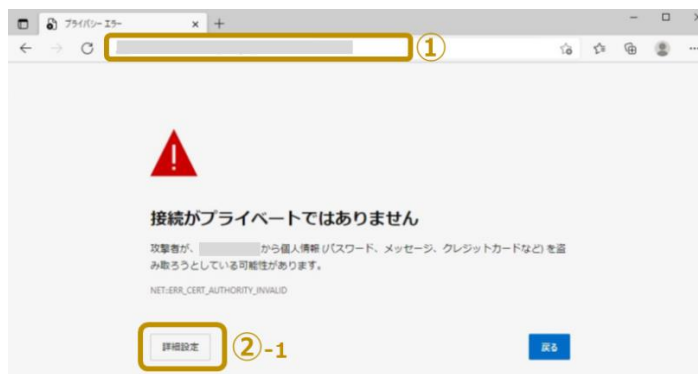 プライバシー エラー
①
接続がプライベートではありません
攻撃者が、 から個人情報 (パスワード、メッセージ、クレジットカードなど) を盗
み取ろうとしている可能性があります。
NET::ERR_CERT_AUTHORITY_INVALID
詳細設定
②-1
戻る